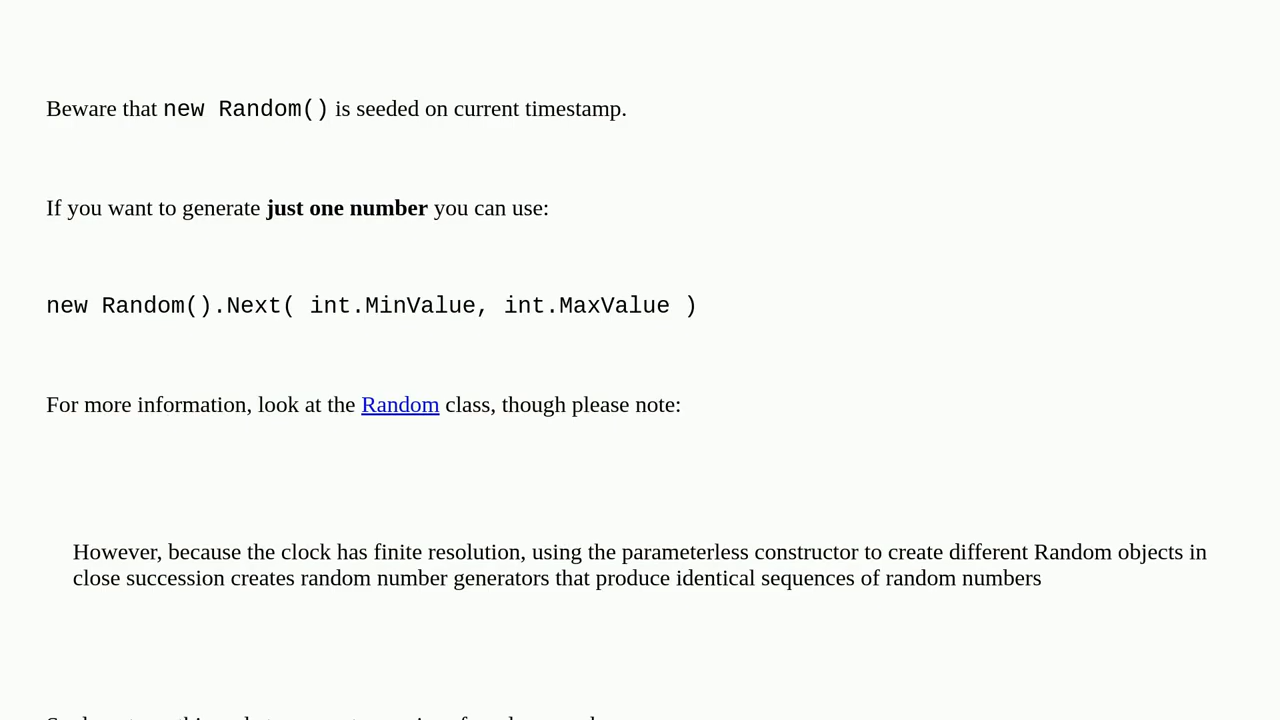 Beware that new Random() is seeded on current timestamp.
If you want to generate just one number you can use:
new Random().Next( int.MinValue, int.MaxValue )
For more information, look at the Random class, though please note:
However, because the clock has finite resolution, using the parameterless constructor to create different Random objects in
close succession creates random number generators that produce identical sequences of random numbers